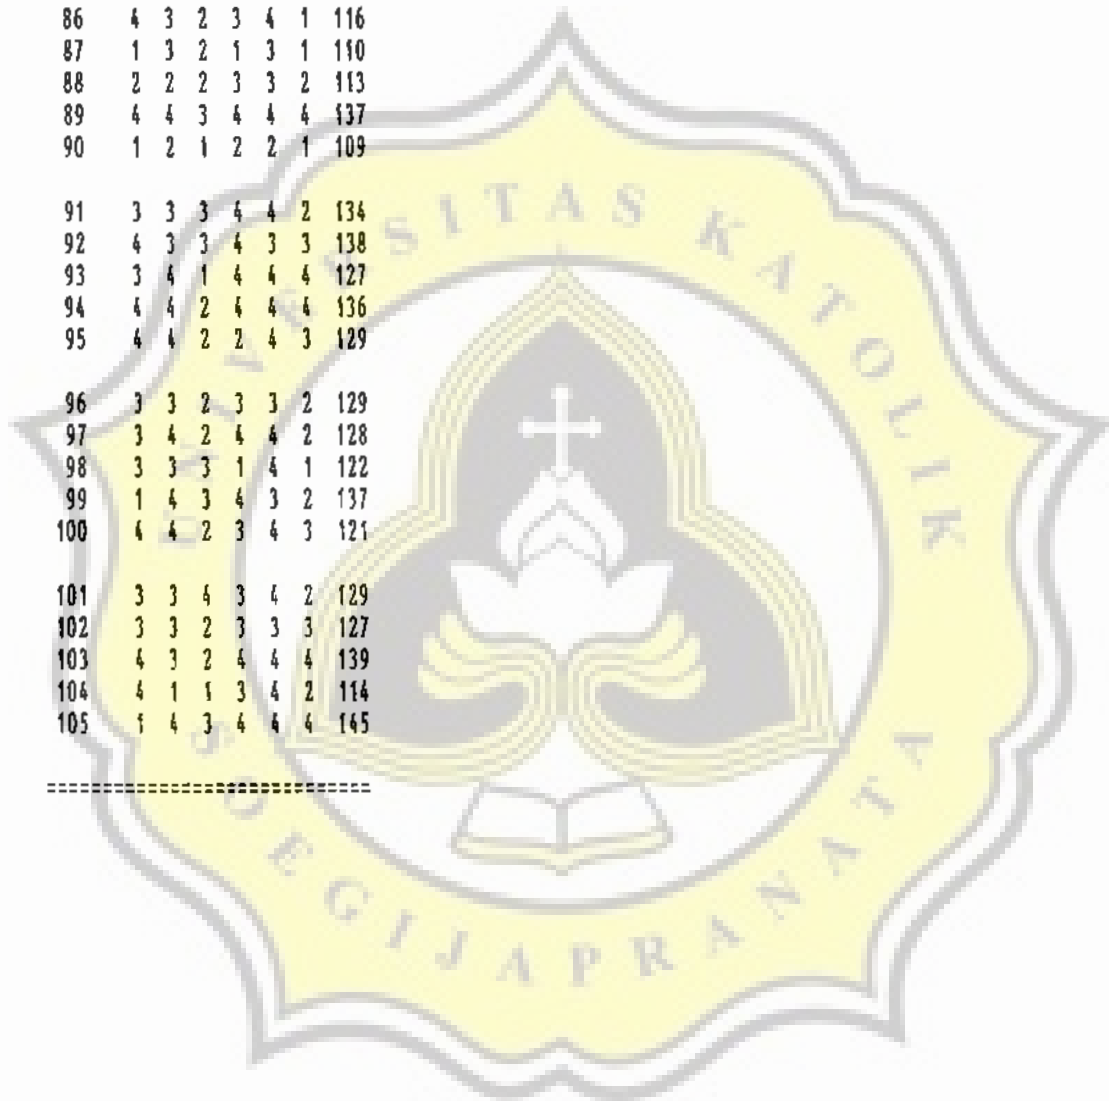 86 4 3 2 3 4 1 116
87 1 3 2 1 3 1 110
88 2 2 2 3 3 2 113
89 4 4 3 4 4 4 137
90 1 2 1 2 2 1 109
91 3 3 3 4 4 2 134
92 4 3 3 4 3 3 138
93 3 4 1 4 4 4 127
94 4 4 2 4 4 4 136
95 4 4 2 2 4 3 129
96 3 3 2 3 3 2 129
97 3 4 2 4 4 2 128
98 3 3 3 1 4 1 122
99 1 4 3 4 3 2 137
100 4 4 2 3 4 3 121
101 3 3 4 3 4 2 129
102 3 3 2 3 3 3 127
103 4 3 2 4 4 4 139
104 4 1 1 3 4 2 114
105 1 4 3 4 4 4 145
==============================
UNIVERSITAS KATOLIK
SOEGIJAPRANATA